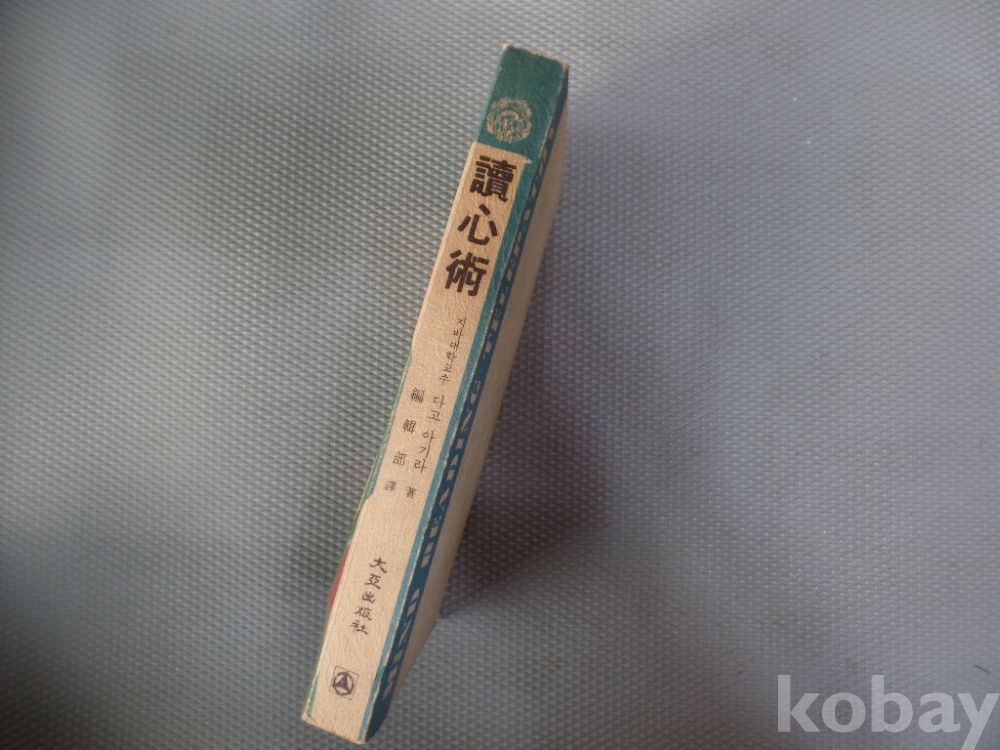 讀心術
지바대학교수
다고 아기라 著
編輯部 譯
大亞出版社
kobay